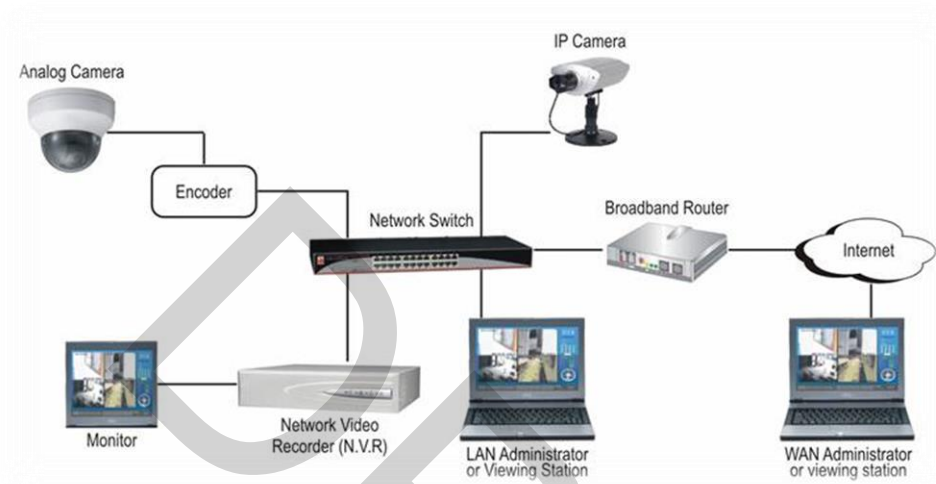 IP Camera
Analog Camera
Encoder
Network Switch
Broadband Router
Internet
Monitor
Network Video
Recorder (N.V.R)
LAN Administrator
or Viewing Station
WAN Administrator
or viewing station